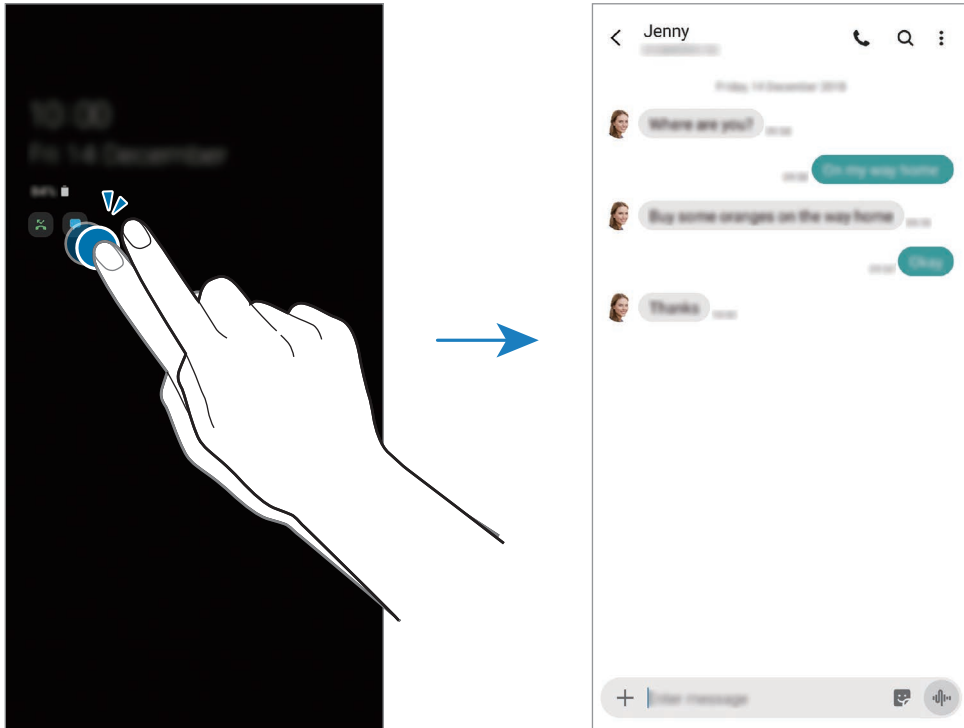 10:00
Fri 14 December
84%
Jenny
Friday, 14 December 2018
Where are you?
On my way home
Buy some oranges on the way home
Okay
Thanks
Enter message